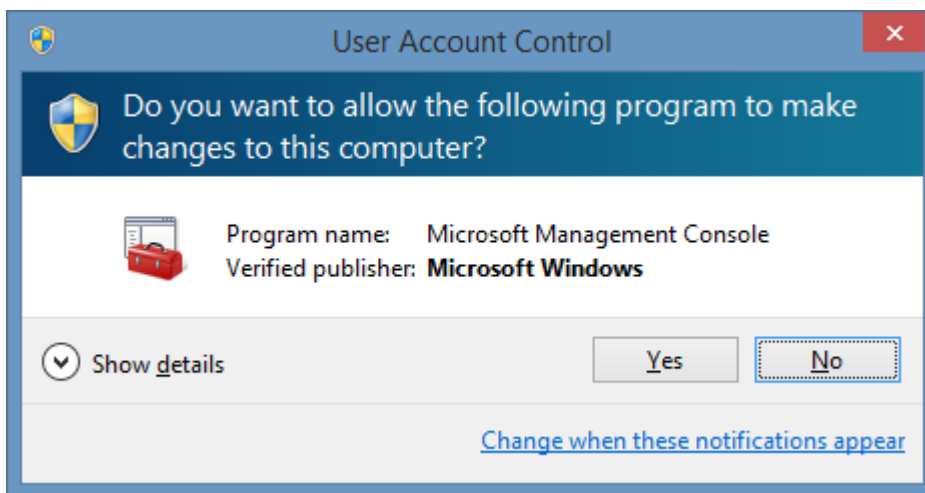 User Account Control
Do you want to allow the following program to make
changes to this computer?
Program name: Microsoft Management Console
Verified publisher: Microsoft Windows
Show details
Yes
No
Change when these notifications appear